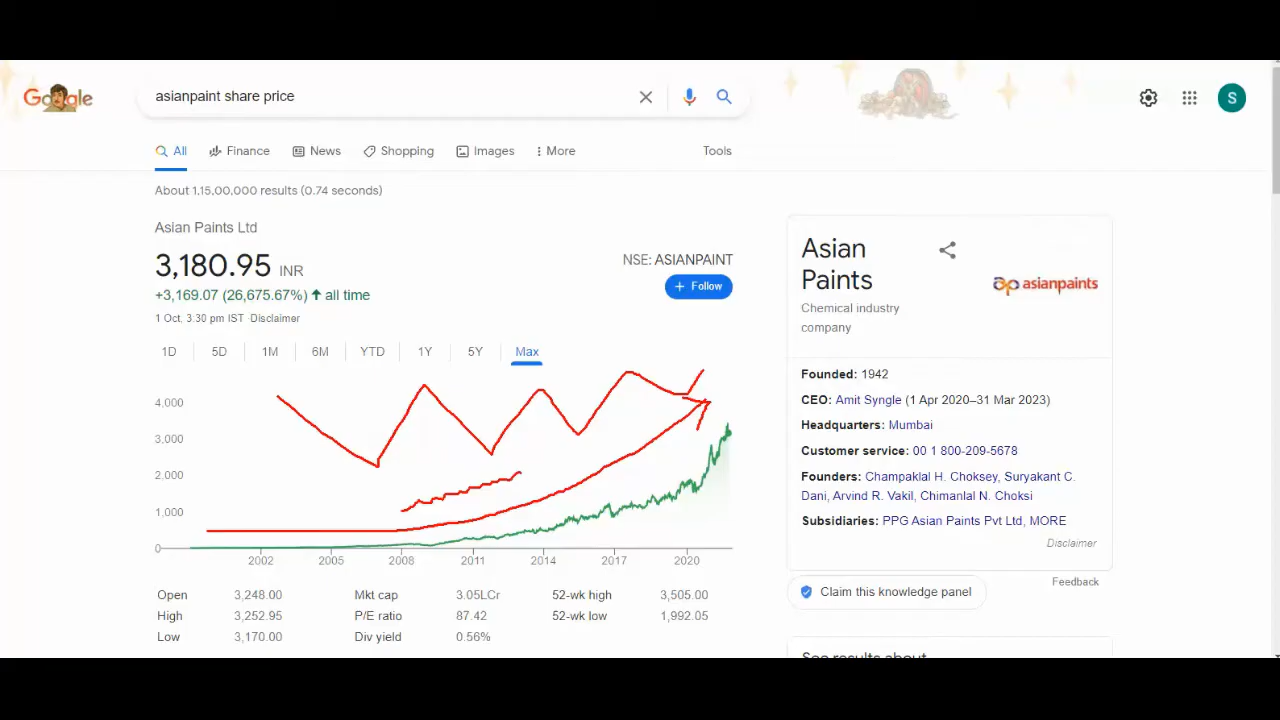 Google
asianpaint share price
S
All Finance News Shopping Images More Tools
About 1,15,00,000 results (0.74 seconds)
Asian Paints Ltd
3,180.95 INR
+3,169.07 (26,675.67%) all time
1 Oct, 3:30 pm IST · Disclaimer
NSE: ASIANPAINT
+ Follow
1D 5D 1M 6M YTD 1Y 5Y Max
4,000
3,000
2,000
1,000
0
2002 2005 2008 2011 2014 2017 2020
Open 3,248.00 Mkt cap 3.05LCr 52-wk high 3,505.00
High 3,252.95 P/E ratio 87.42 52-wk low 1,992.05
Low 3,170.00 Div yield 0.56%
Asian
Paints
asianpaints
Chemical industry
company
Founded: 1942
CEO: Amit Syngle (1 Apr 2020–31 Mar 2023)
Headquarters: Mumbai
Customer service: 00 1 800-209-5678
Founders: Champaklal H. Choksey, Suryakant C.
Dani, Arvind R. Vakil, Chimanlal N. Choksi
Subsidiaries: PPG Asian Paints Pvt Ltd, MORE
Disclaimer
Feedback
Claim this knowledge panel
See results about